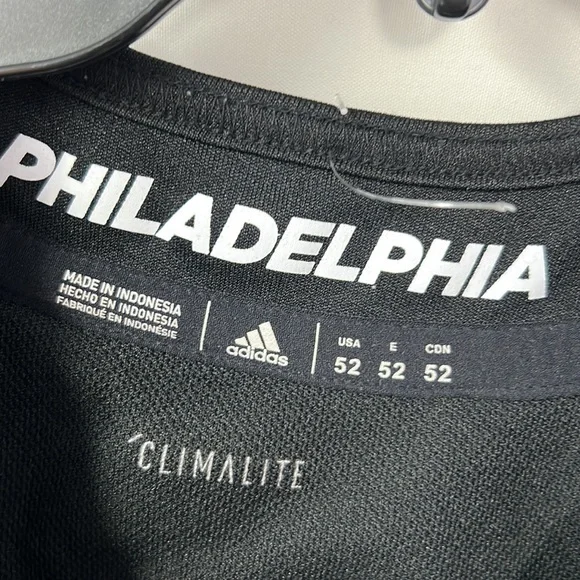 PHILADELPHIA
MADE IN INDONESIA
HECHO EN INDONESIA
FABRIQUÉ EN INDONÉSIE
adidas
USA E CDN
52 52 52
CLIMALITE